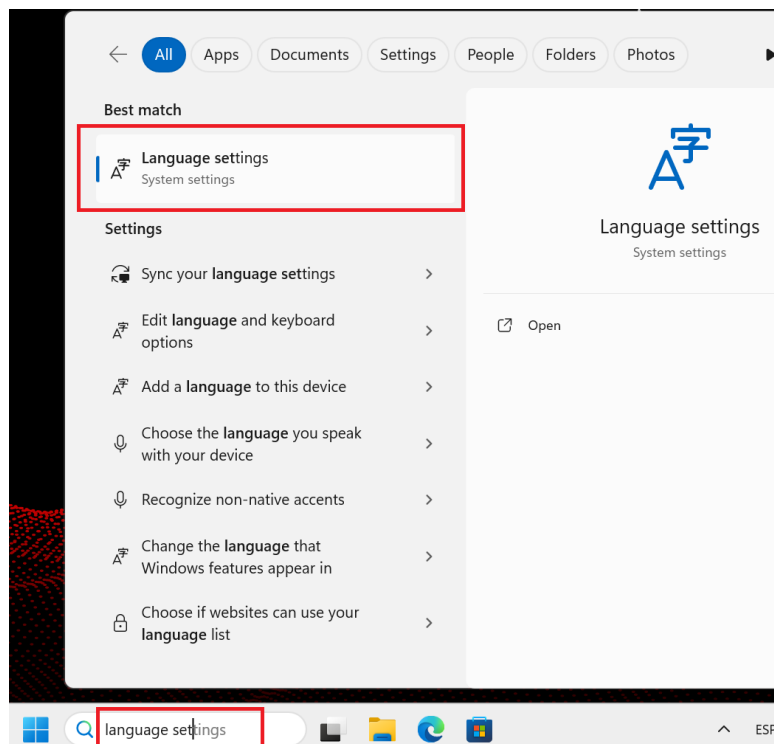 All Apps Documents Settings People Folders Photos
Best match
Language settings
System settings
Settings
Sync your language settings
Edit language and keyboard
options
Add a language to this device
Choose the language you speak
with your device
Recognize non-native accents
Change the language that
Windows features appear in
Choose if websites can use your
language list
Language settings
System settings
Open
language settings
ESP